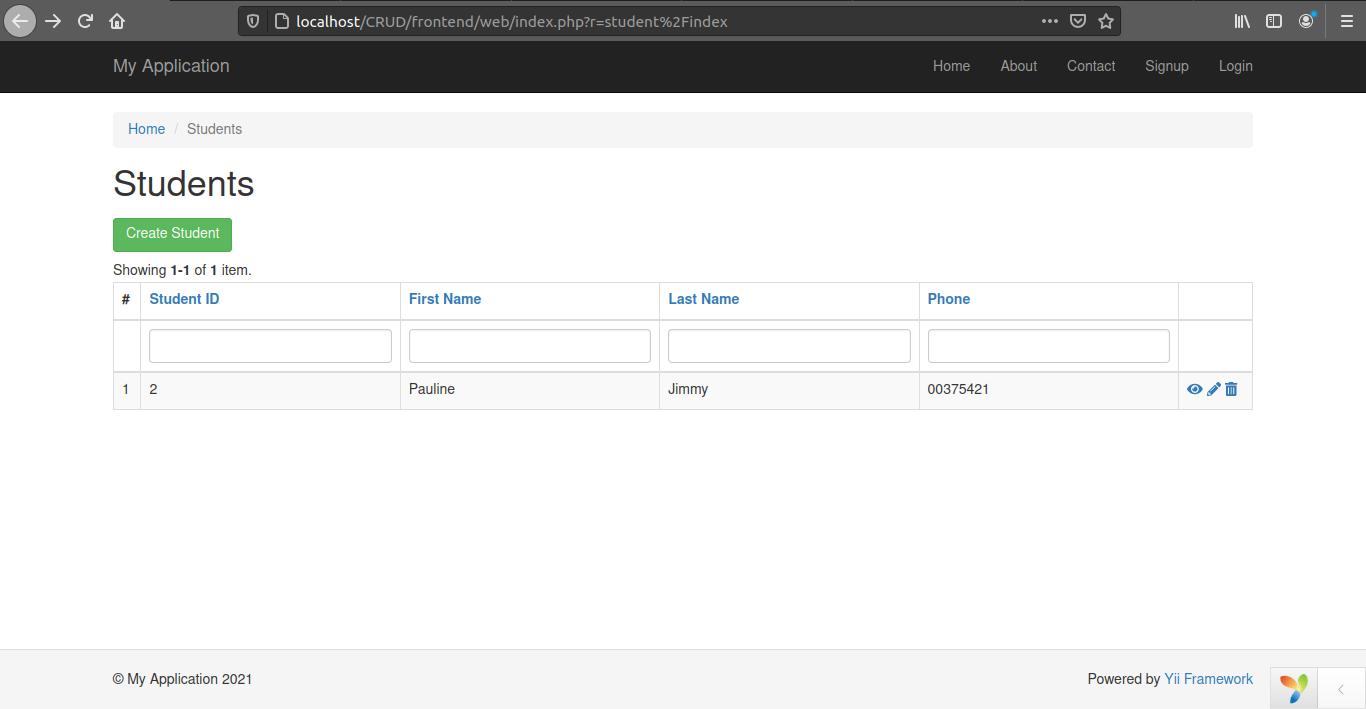 localhost/CRUD/frontend/web/index.php?r=student%2Findex
My Application Home About Contact Signup Login
Home / Students
Students
Create Student
Showing 1-1 of 1 item.
# Student ID First Name Last Name Phone
1 2 Pauline Jimmy 00375421
© My Application 2021 Powered by Yii Framework